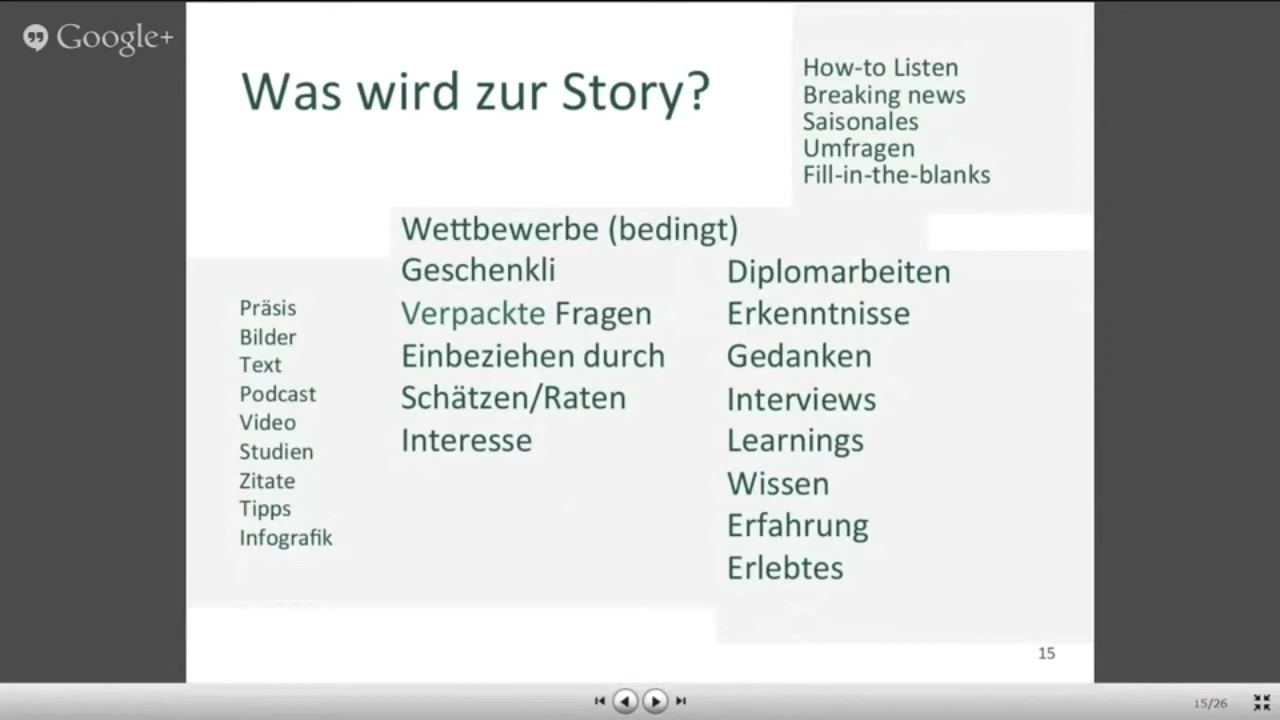 Google+
Was wird zur Story?
How-to Listen
Breaking news
Saisonales
Umfragen
Fill-in-the-blanks
Wettbewerbe (bedingt)
Geschenkli
Verpackte Fragen
Einbeziehen durch
Schätzen/Raten
Interesse
Diplomarbeiten
Erkenntnisse
Gedanken
Interviews
Learnings
Wissen
Erfahrung
Erlebtes
Präsis
Bilder
Text
Podcast
Video
Studien
Zitate
Tipps
Infografik
15
15/26